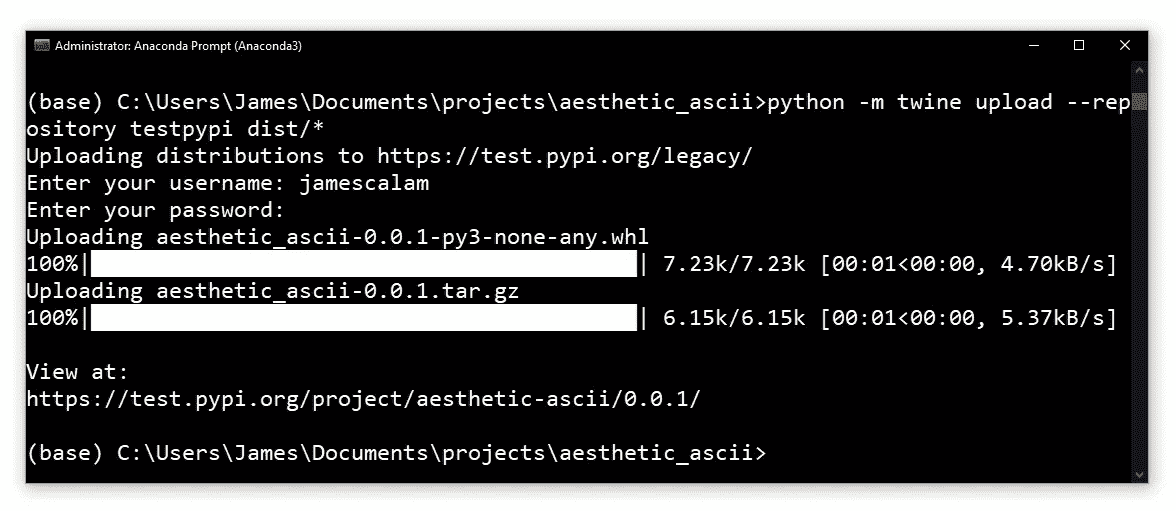 Administrator: Anaconda Prompt (Anaconda3)
(base) C:\Users\James\Documents\projects\aesthetic_ascii>python -m twine upload --rep
ository testpypi dist/*
Uploading distributions to https://test.pypi.org/legacy/
Enter your username: jamescalam
Enter your password:
Uploading aesthetic_ascii-0.0.1-py3-none-any.whl
100%| | 7.23k/7.23k [00:01<00:00, 4.70kB/s]
Uploading aesthetic_ascii-0.0.1.tar.gz
100%| | 6.15k/6.15k [00:01<00:00, 5.37kB/s]
View at:
https://test.pypi.org/project/aesthetic-ascii/0.0.1/
(base) C:\Users\James\Documents\projects\aesthetic_ascii>